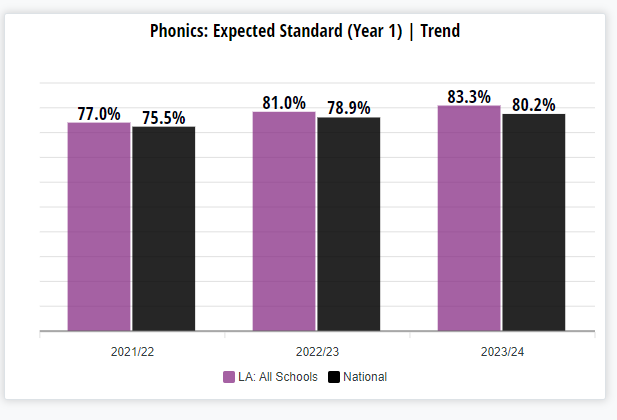 Phonics: Expected Standard (Year 1) | Trend
77.0% 75.5% 81.0% 78.9% 83.3% 80.2%
2021/22 2022/23 2023/24
LA: All Schools National